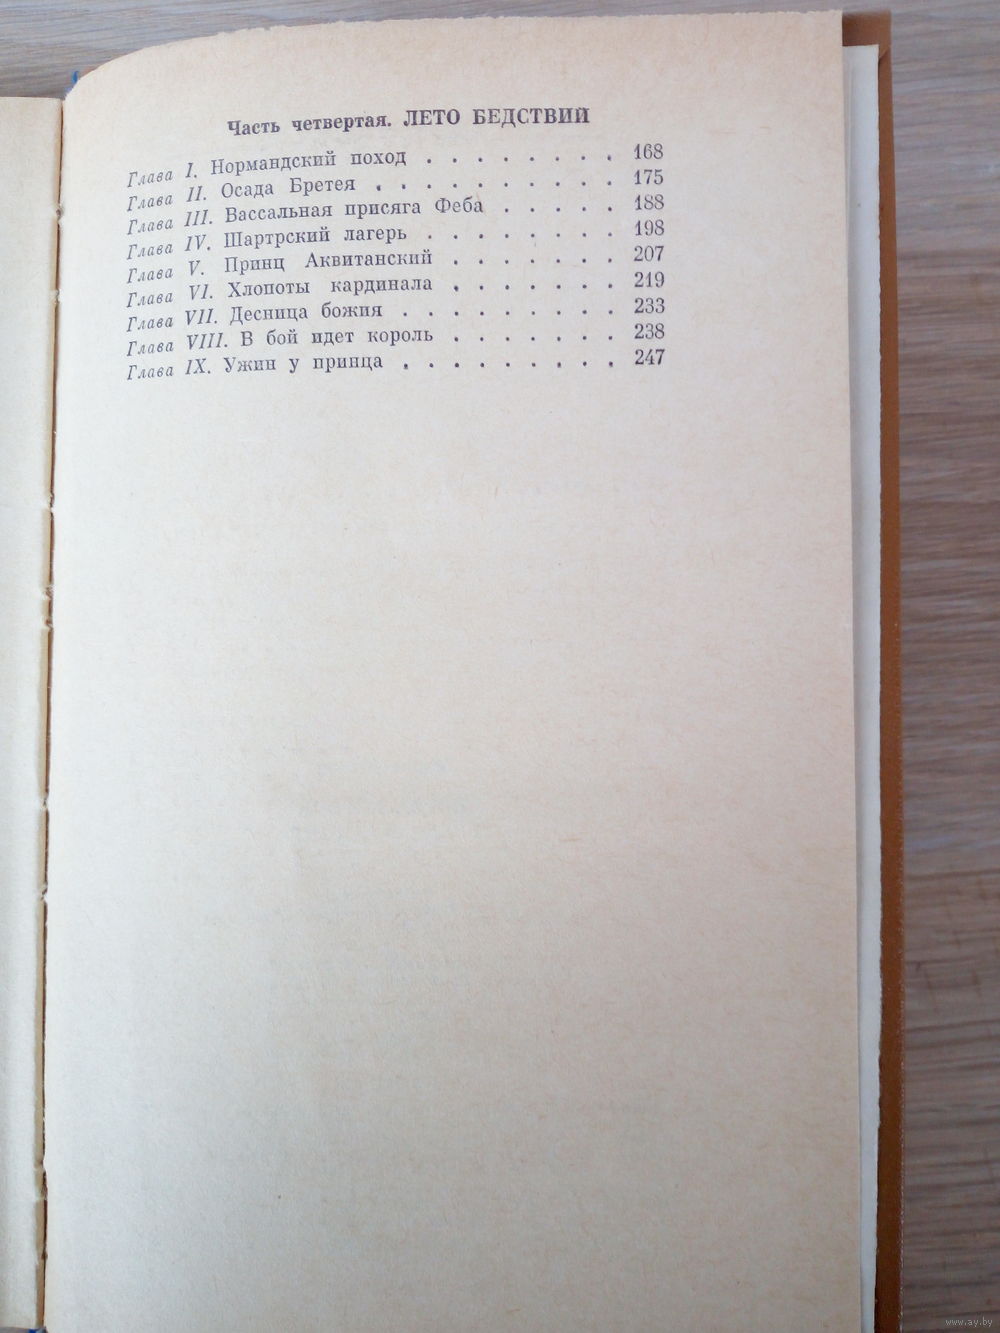 Часть четвертая. ЛЕТО БЕДСТВИЙ
Глава I. Нормандский поход . . . . . . . . 168
Глава II. Осада Бретея . . . . . . . . . . 175
Глава III. Вассальная присяга Феба . . . . . 188
Глава IV. Шартрский лагерь . . . . . . . . 198
Глава V. Принц Аквитанский . . . . . . . 207
Глава VI. Хлопоты кардинала . . . . . . . 219
Глава VII. Десница божия . . . . . . . . . 233
Глава VIII. В бой идет король . . . . . . . 238
Глава IX. Ужин у принца . . . . . . . . . 247
www.ay.by